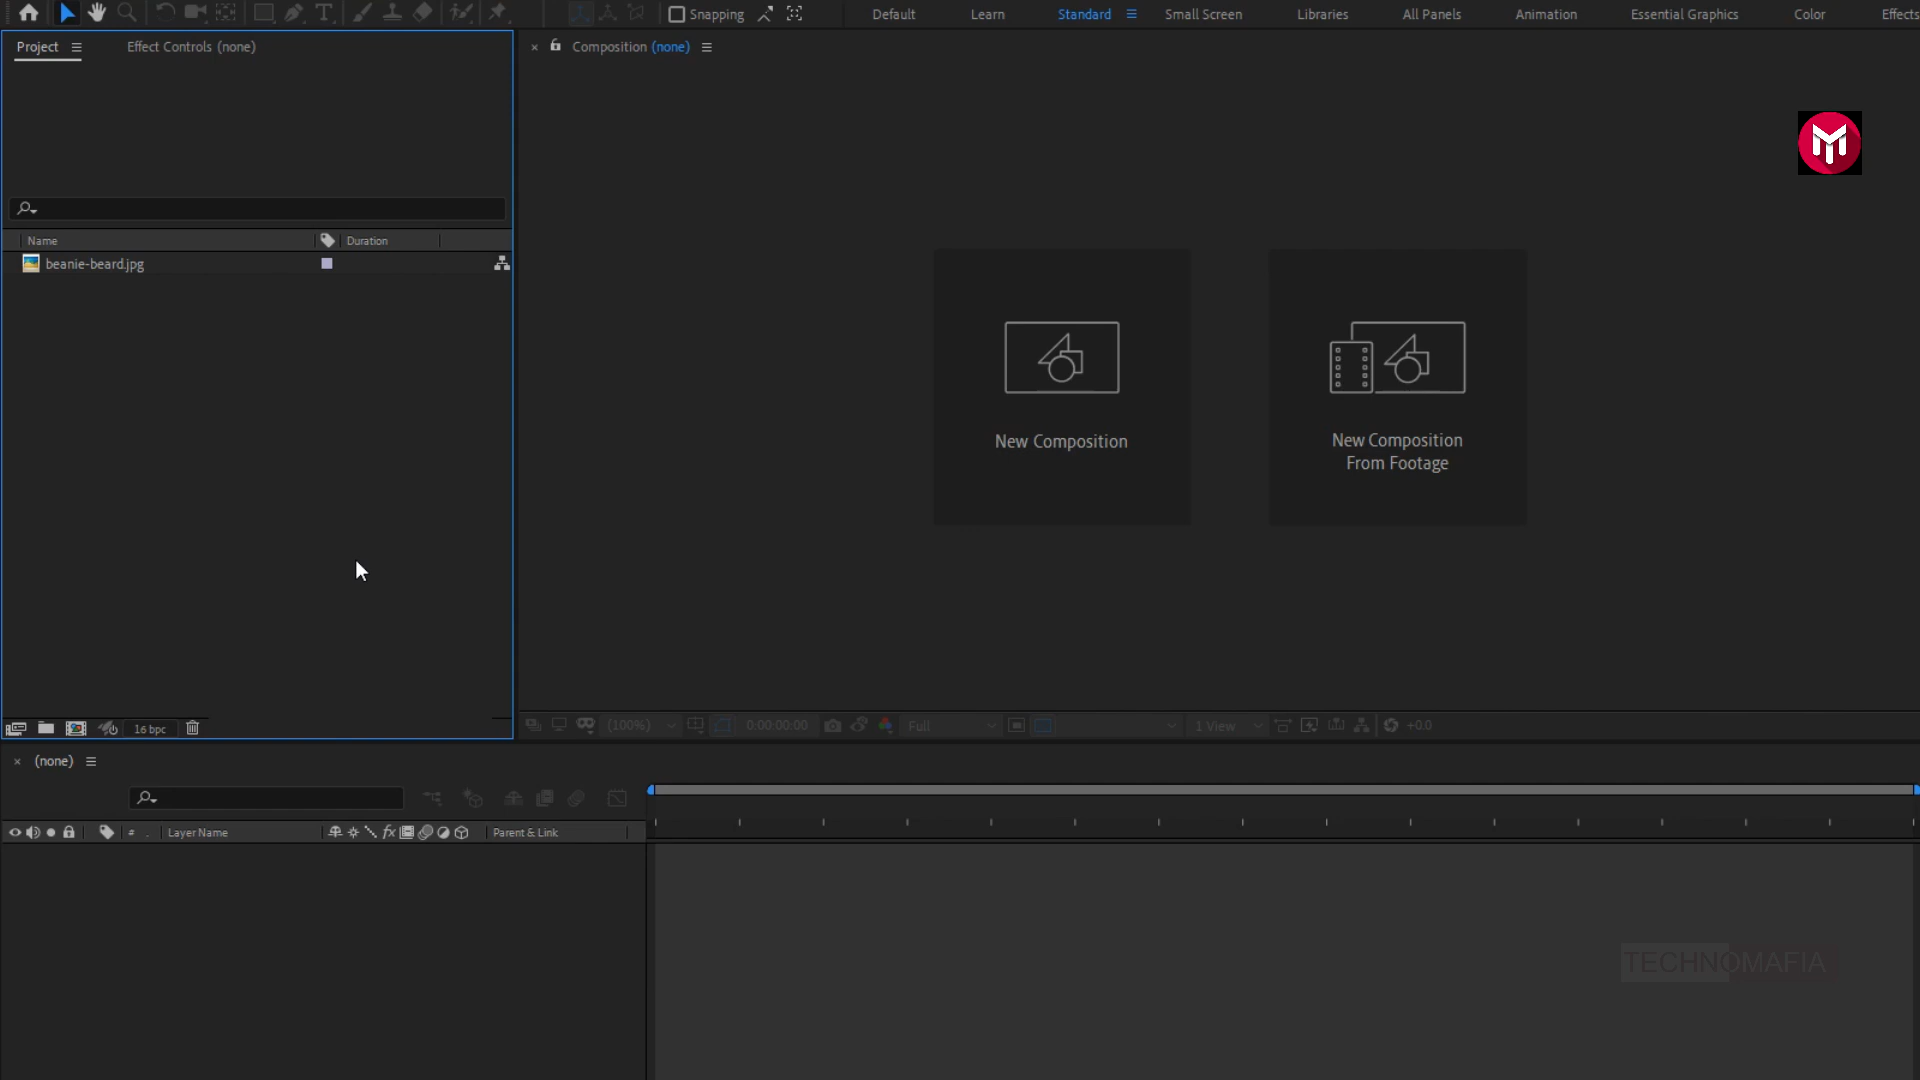 Snapping
Default
Learn
Standard
Small Screen
Libraries
All Panels
Animation
Essential Graphics
Color
Effects
Project
Effect Controls (none)
Composition (none)
Name
Duration
beanie-beard.jpg
New Composition
New Composition
From Footage
16 bpc
(100%)
0:00:00:00
Full
1 View
+0.0
(none)
#
.
Layer Name
fx
Parent & Link
TECHNOMAFIA